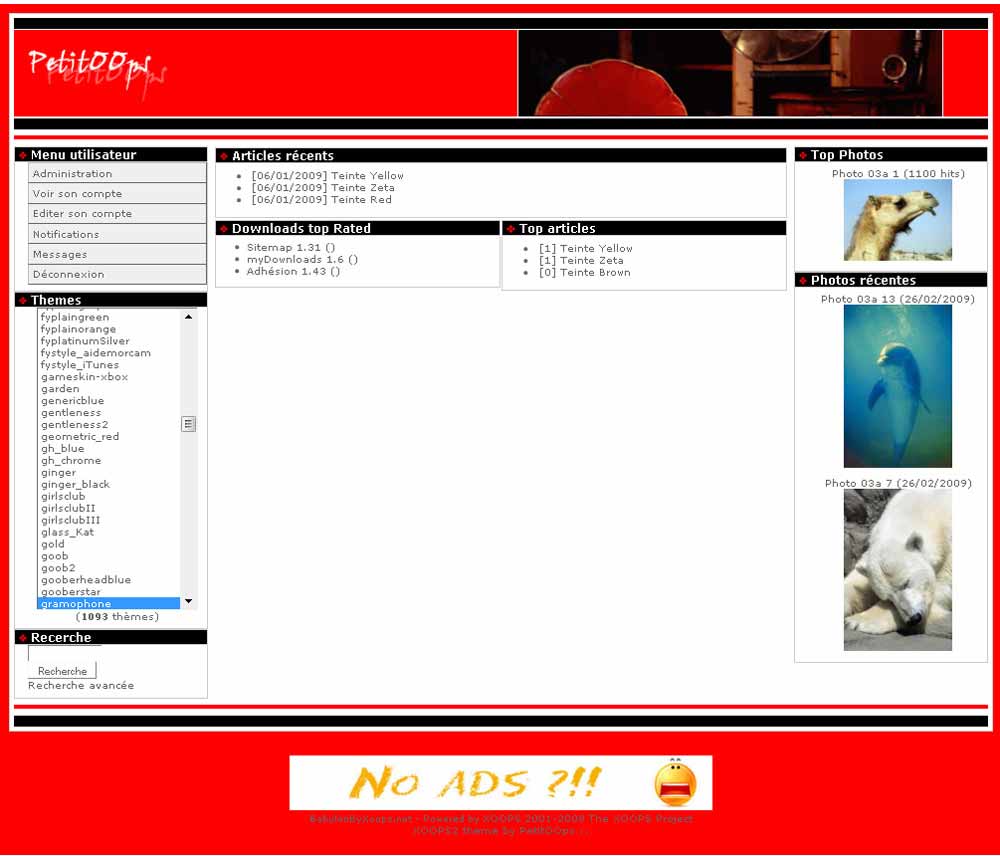 PetitOOps
Menu utilisateur
Administration
Voir son compte
Editer son compte
Notifications
Messages
Déconnexion
Themes
fyplaingreen
fyplainorange
fyplatinumSilver
fystyle_aidemorcam
fystyle_iTunes
gameskin-xbox
garden
genericblue
gentleness
gentleness2
geometric_red
gh_blue
gh_chrome
ginger
ginger_black
girlsclub
girlsclubII
girlsclubIII
glass_Kat
gold
goob
goob2
gooberheadblue
gooberstar
gramophone
(1093 thèmes)
Recerche
Recherche
Recherche avancée
Articles récents
[06/01/2009] Teinte Yellow
[06/01/2009] Teinte Zeta
[06/01/2009] Teinte Red
Downloads top Rated
Sitemap 1.31 ()
myDownloads 1.6 ()
Adhésion 1.43 ()
Top articles
[1] Teinte Yellow
[1] Teinte Zeta
[0] Teinte Brown
Top Photos
Photo 03a 1 (1100 hits)
Photos récentes
Photo 03a 13 (26/02/2009)
Photo 03a 7 (26/02/2009)
No ADS ?!!
Powered by XOOPS 2001-2009 The XOOPS Project
XOOPS2 theme by PetitOOps